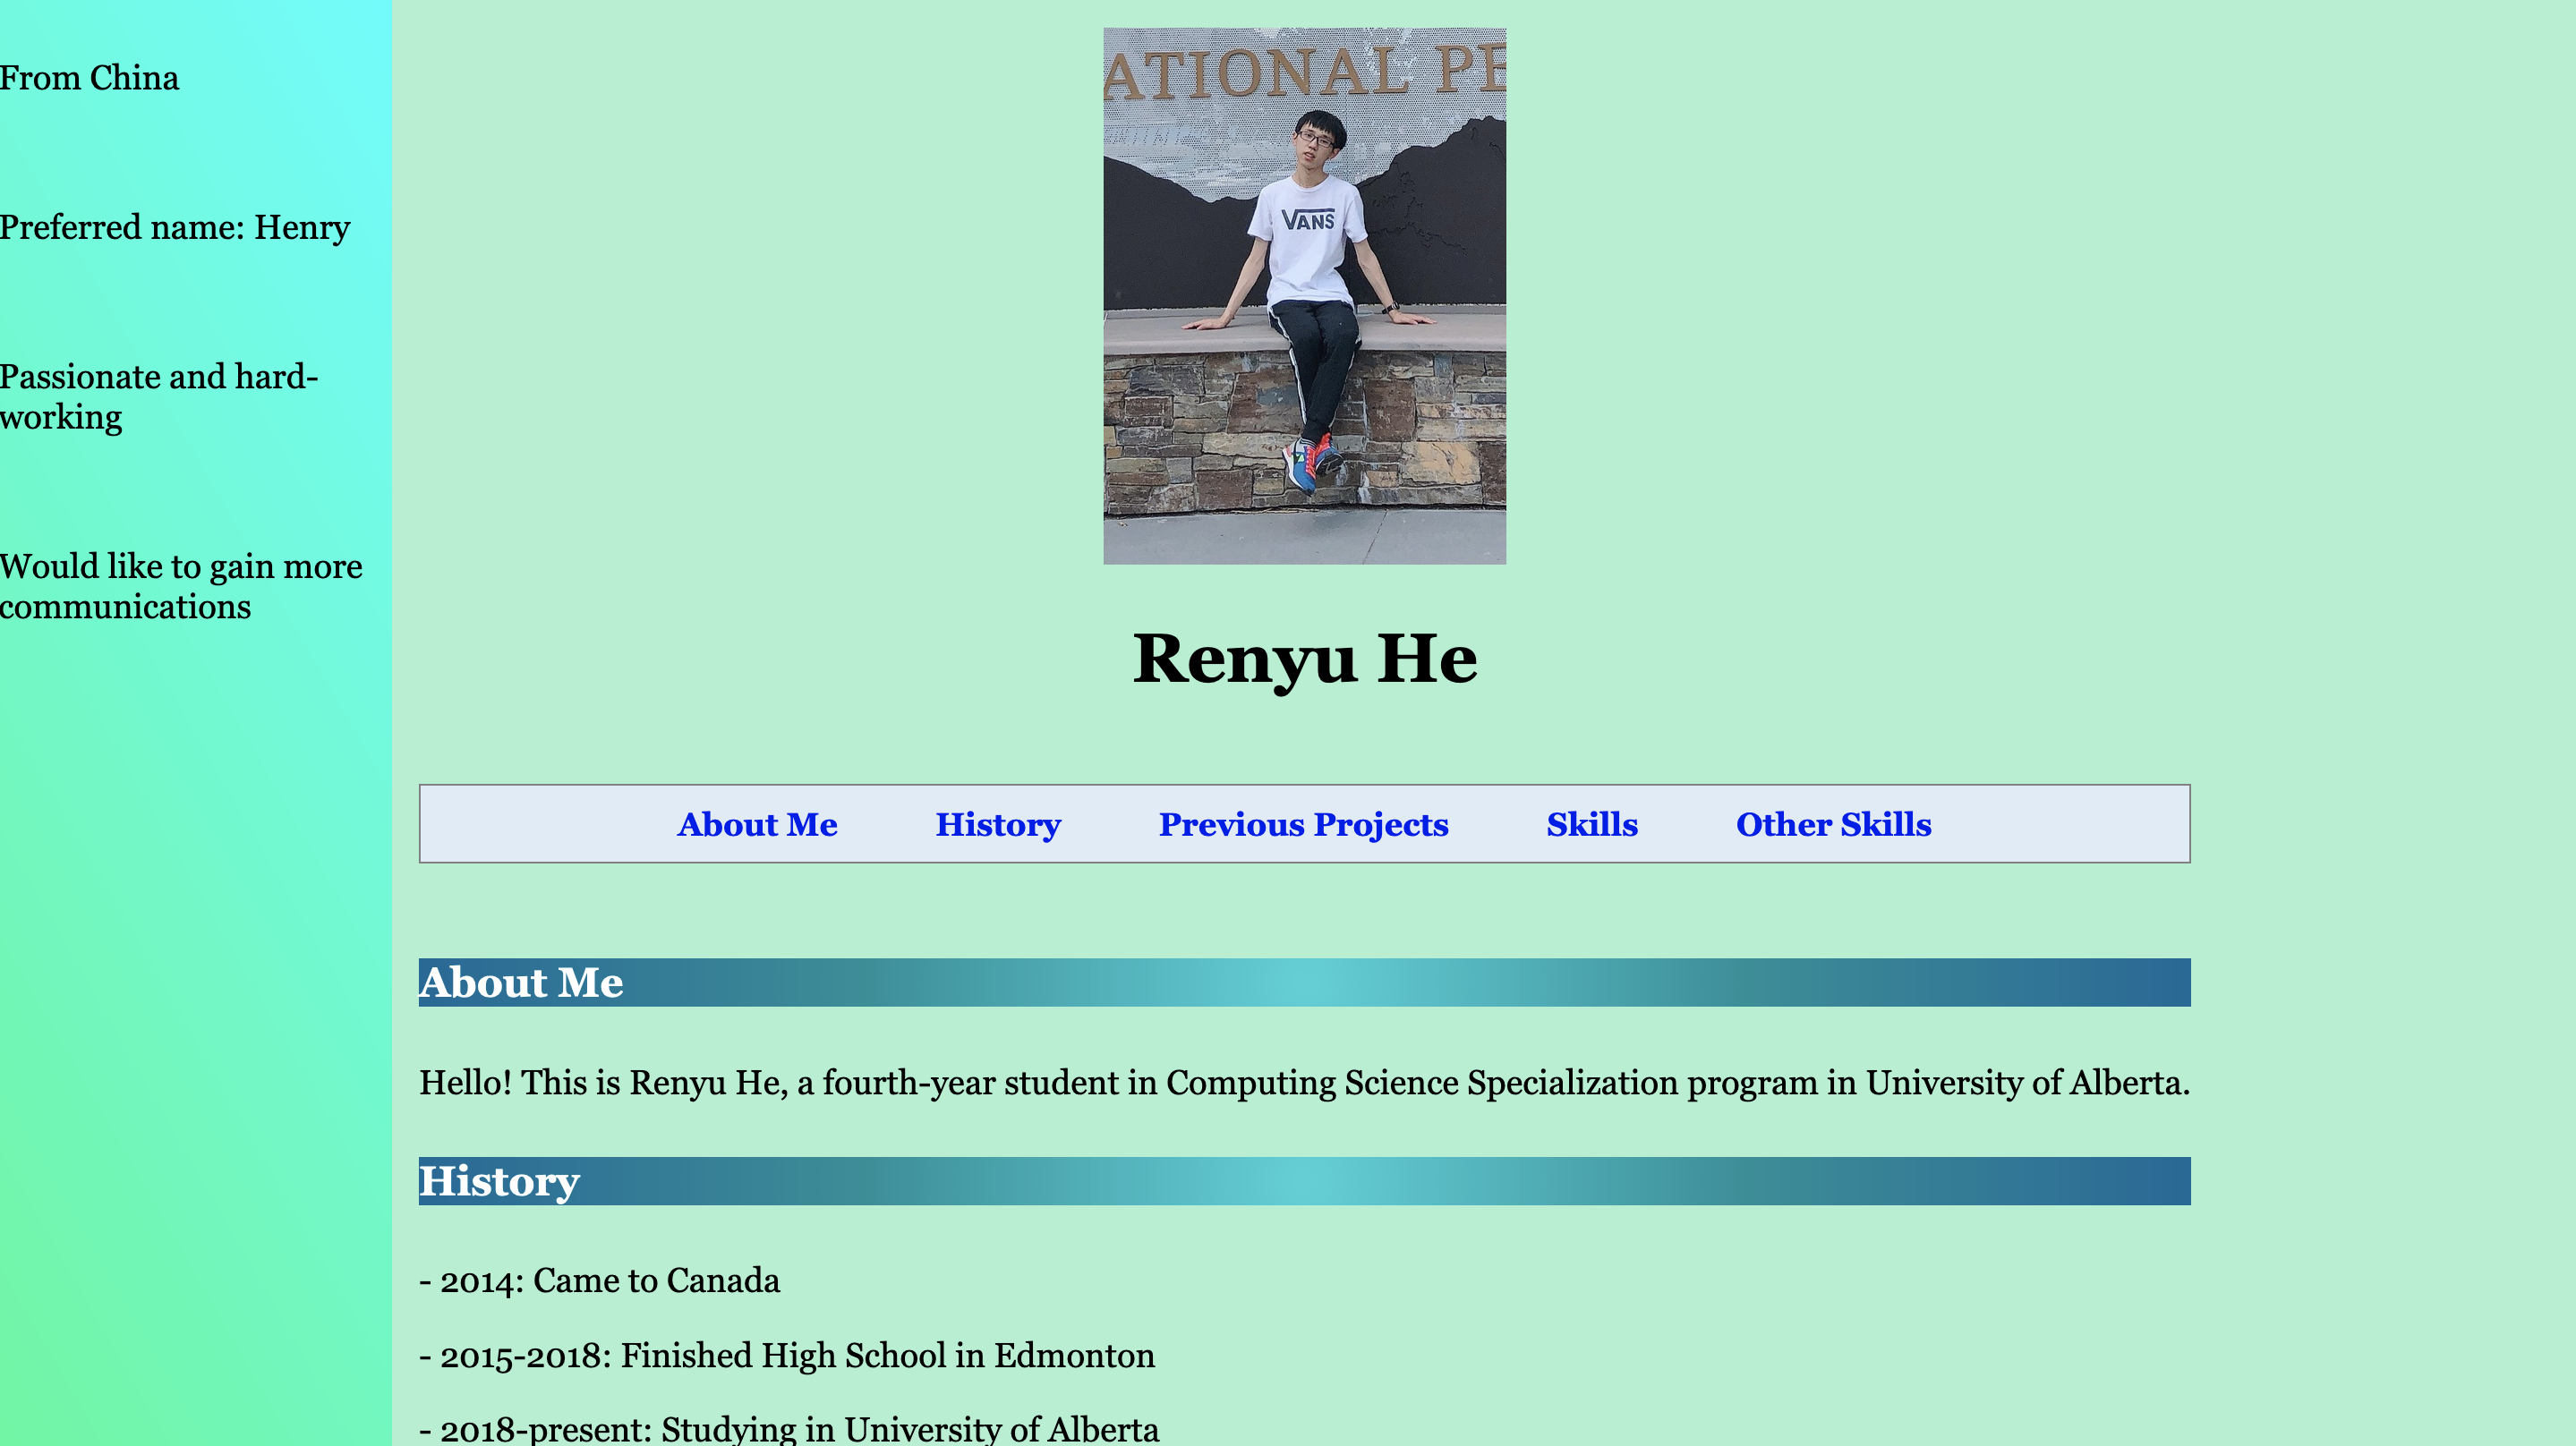 From China
Preferred name: Henry
Passionate and hard-
working
Would like to gain more
communications
ATIONAL PE
VANS
Renyu He
About Me History Previous Projects Skills Other Skills
About Me
Hello! This is Renyu He, a fourth-year student in Computing Science Specialization program in University of Alberta.
History
- 2014: Came to Canada
- 2015-2018: Finished High School in Edmonton
- 2018-present: Studying in University of Alberta